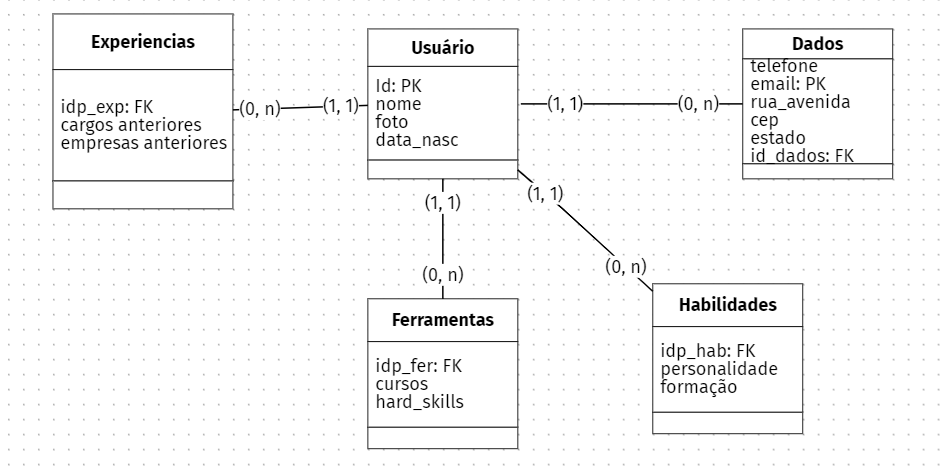 Experiencias
idp_exp: FK
cargos anteriores
empresas anteriores
(0, n)
(1, 1)
Usuário
Id: PK
nome
foto
data_nasc
(1, 1)
(0, n)
Dados
telefone
email: PK
rua_avenida
cep
estado
id_dados: FK
(1, 1)
(0, n)
Ferramentas
idp_fer: FK
cursos
hard_skills
(1, 1)
(0, n)
Habilidades
idp_hab: FK
personalidade
formação